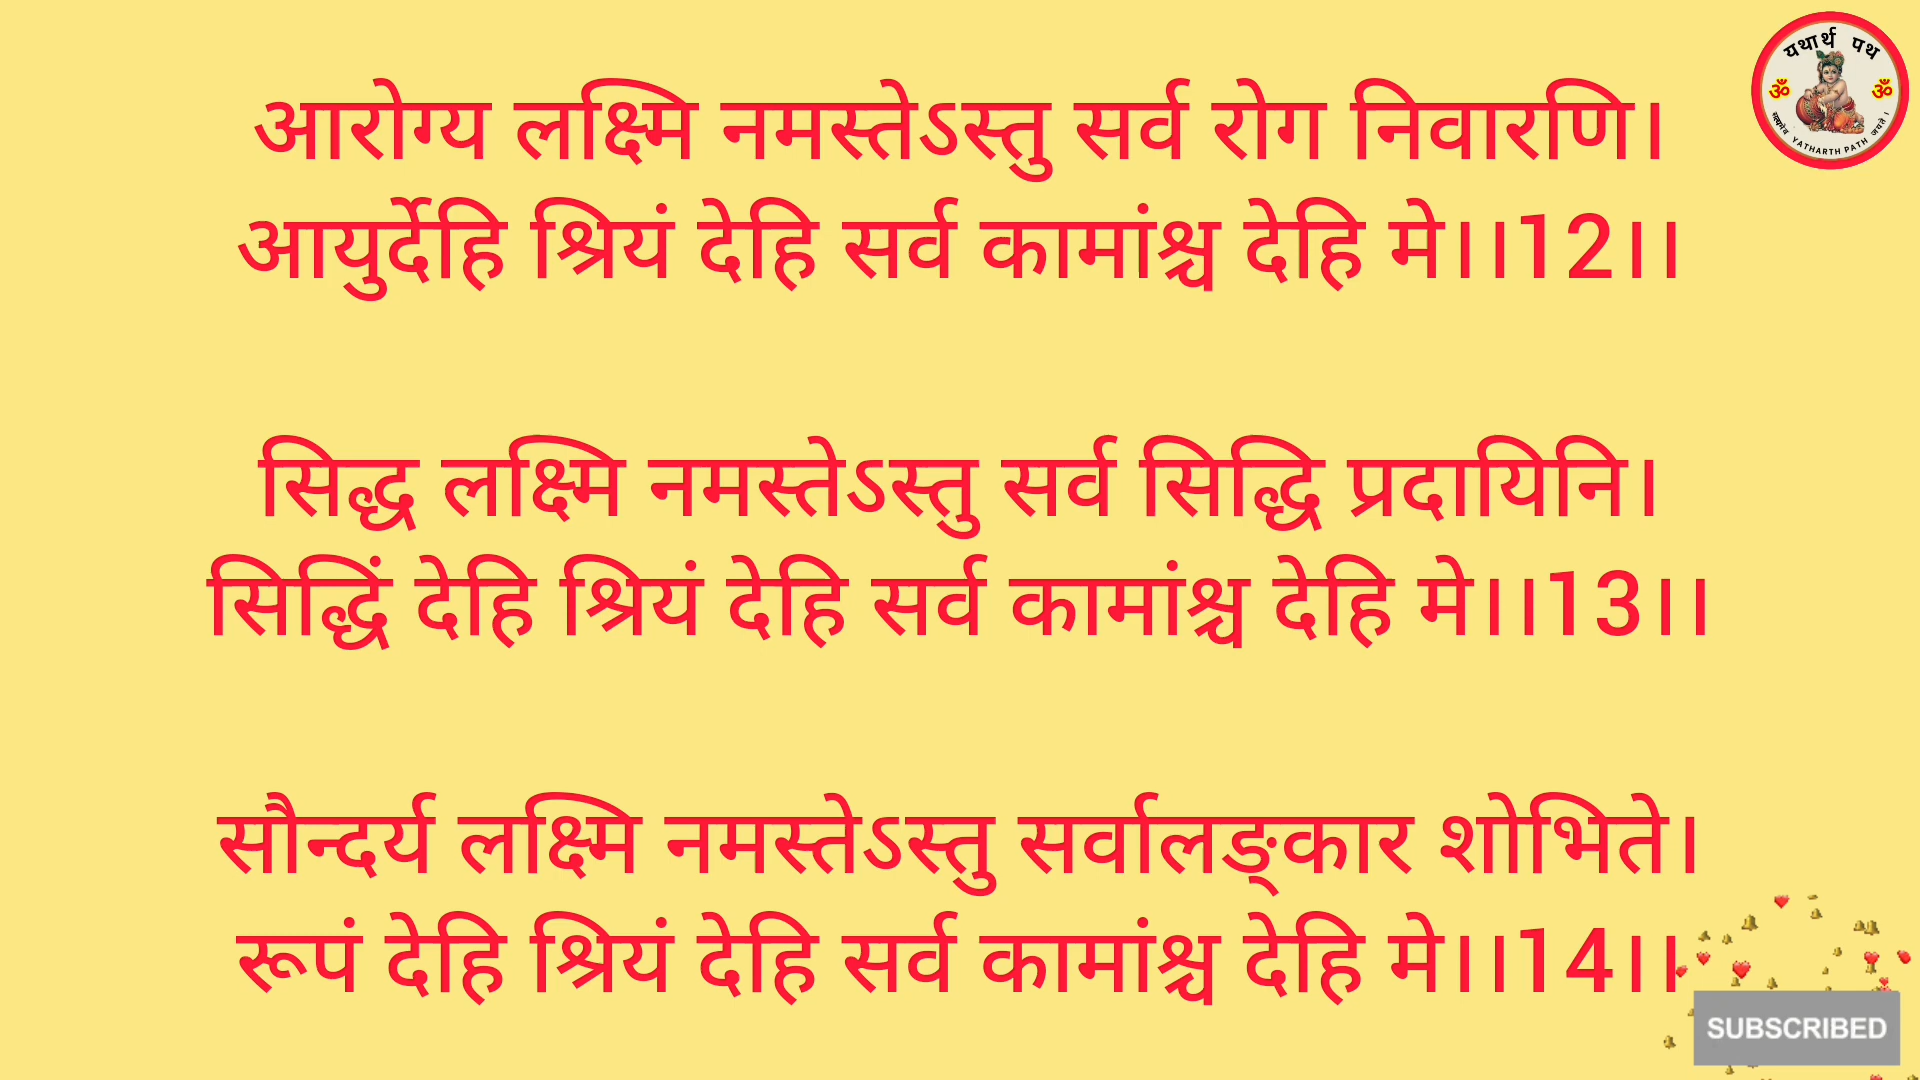 यथार्थ पथ
ॐ ॐ
YATHARTH PATH
आरोग्य लक्ष्मि नमस्तेऽस्तु सर्व रोग निवारणि।
आयुर्देहि श्रियं देहि सर्व कामांश्च देहि मे।।12।।
सिद्ध लक्ष्मि नमस्तेऽस्तु सर्व सिद्धि प्रदायिनि।
सिद्धिं देहि श्रियं देहि सर्व कामांश्च देहि मे।।13।।
सौन्दर्य लक्ष्मि नमस्तेऽस्तु सर्वालङ्कार शोभिते।
रूपं देहि श्रियं देहि सर्व कामांश्च देहि मे।।14।।
SUBSCRIBED